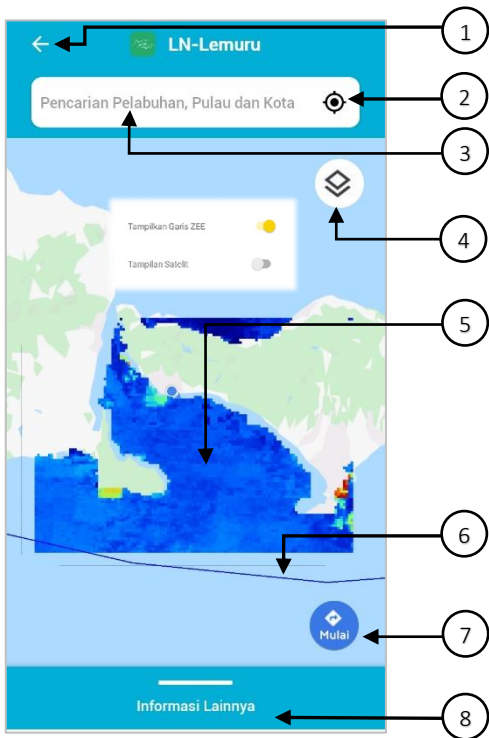 LN-Lemuru
1
Pencarian Pelabuhan, Pulau dan Kota
2
3
4
Tampilkan Garis ZEE
Tampilan Satelit
5
6
Mulai
7
Informasi Lainnya
8